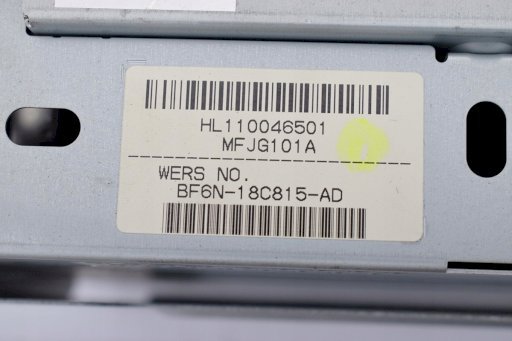 HL110046501
MFJG101A
WERS NO.
BF6N-18C815-AD